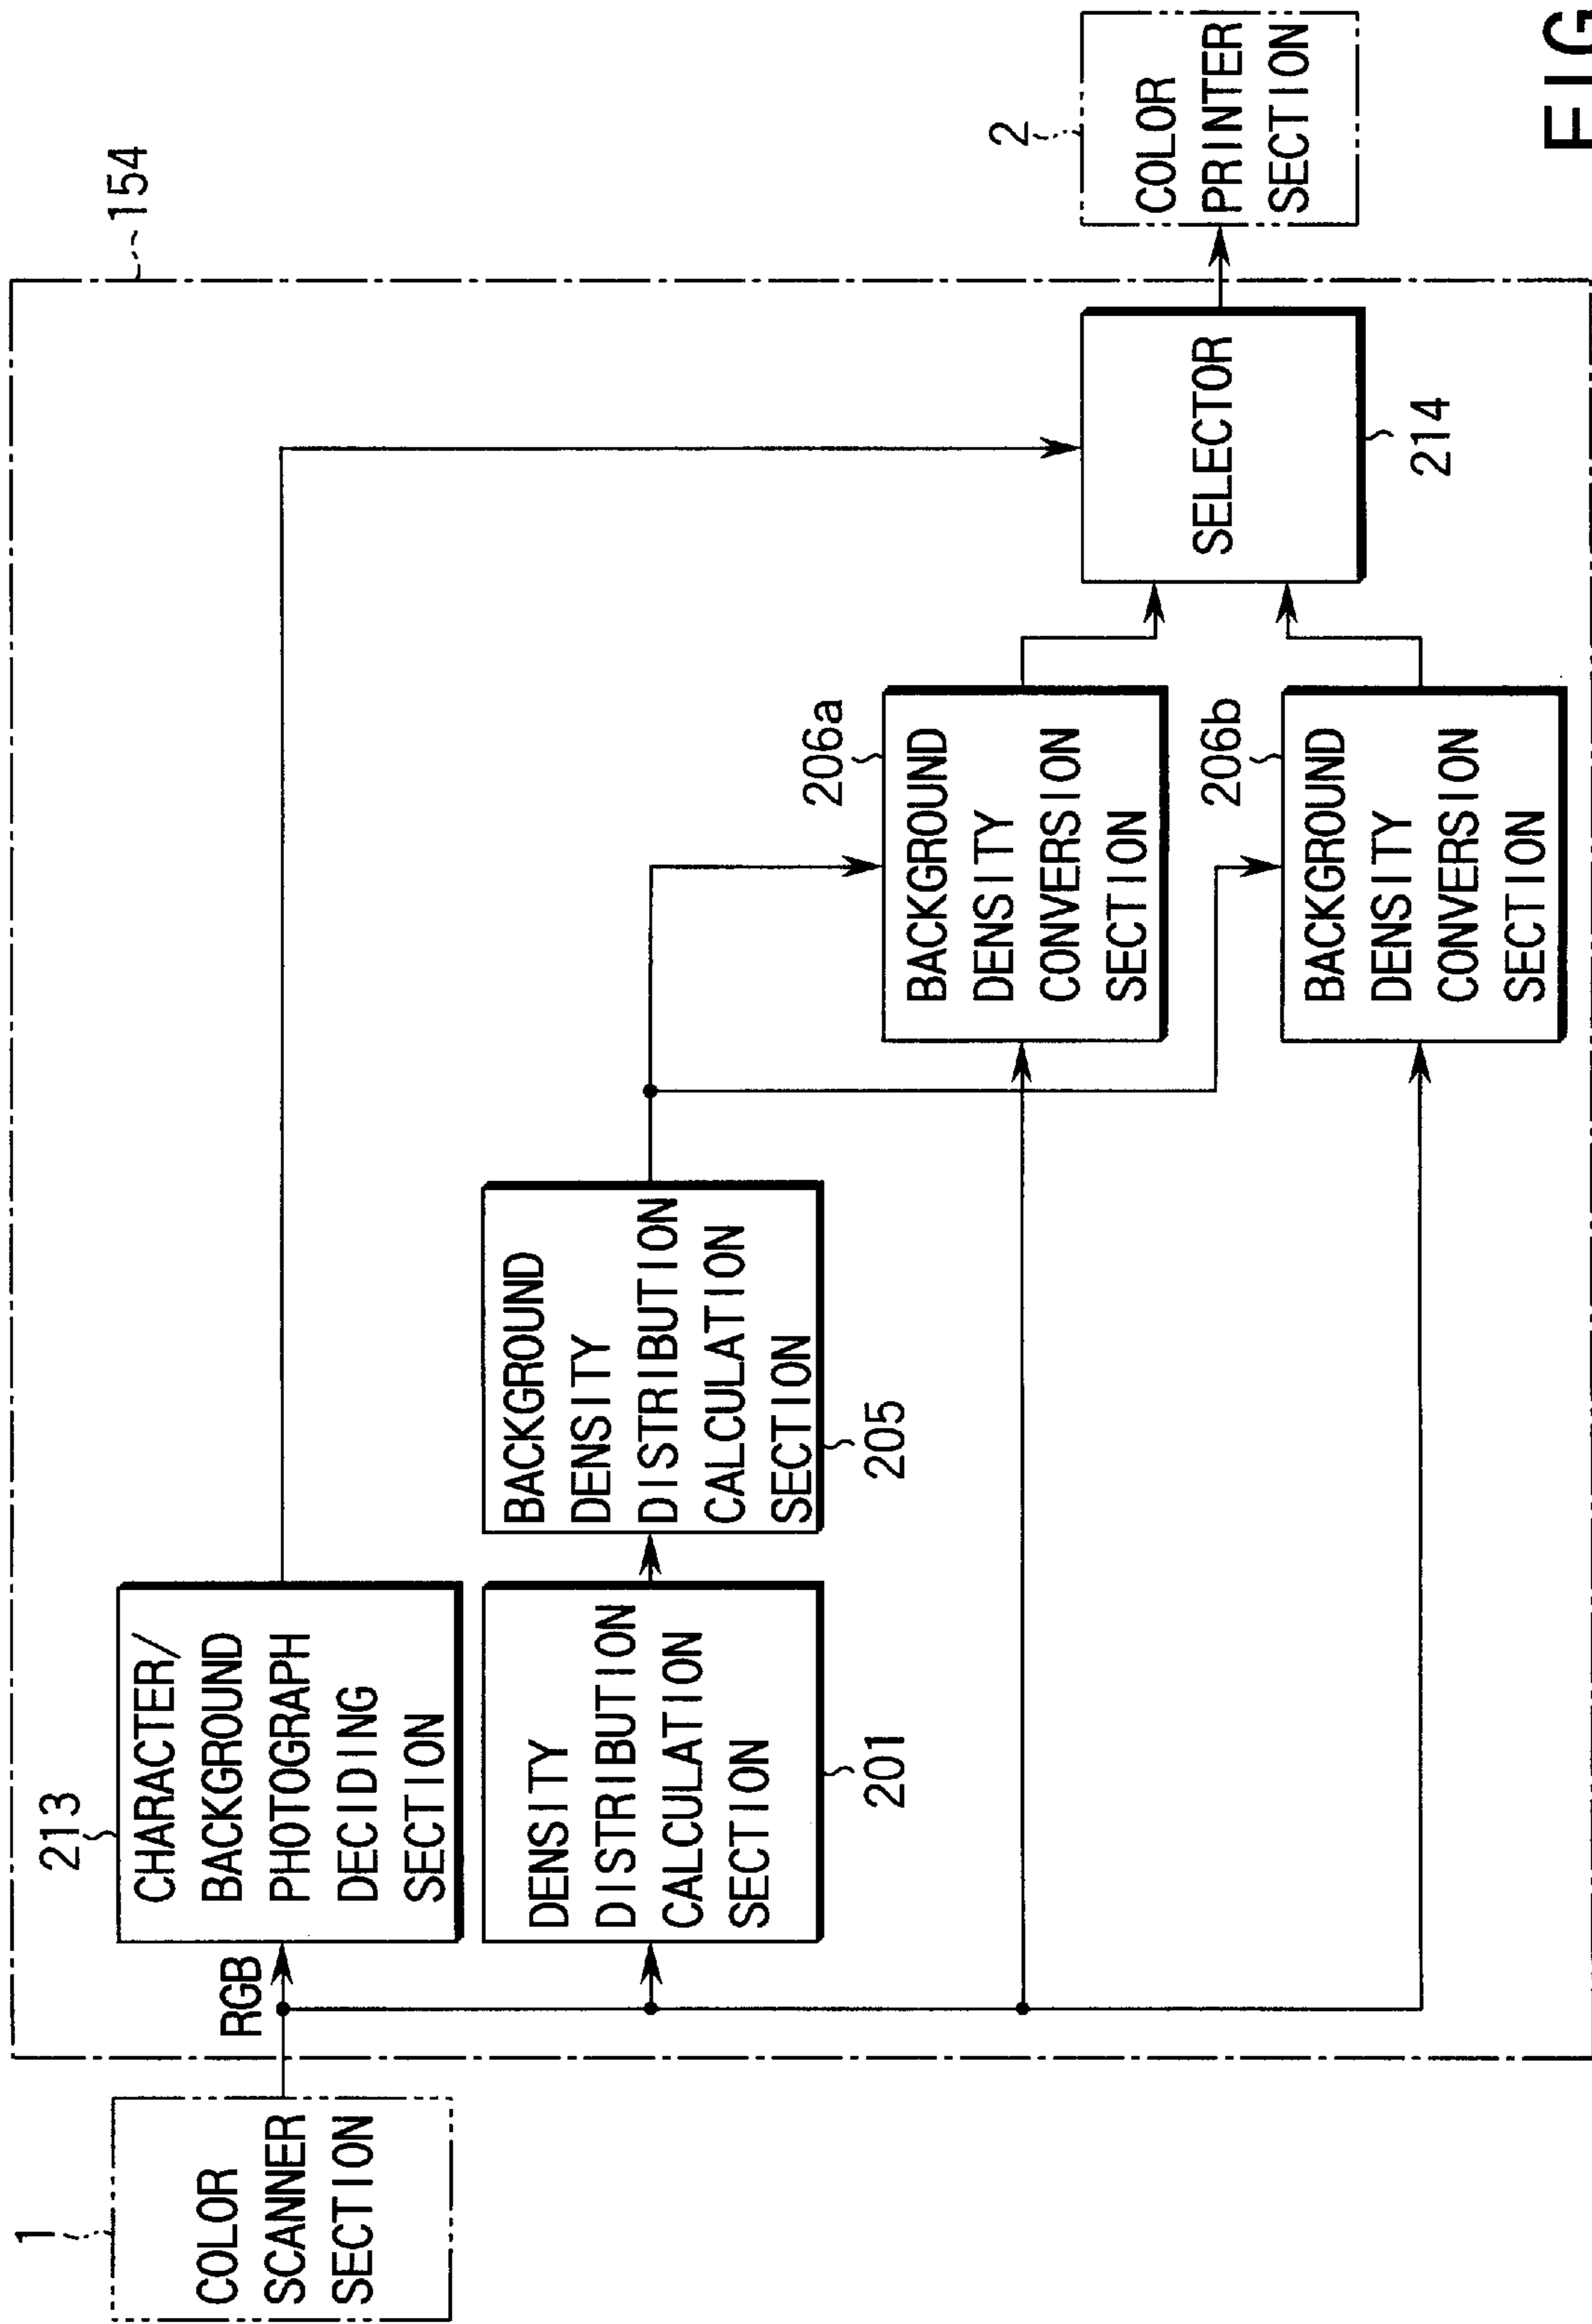 1
COLOR
SCANNER
SECTION
RGB
213
CHARACTER/
BACKGROUND
PHOTOGRAPH
DECIDING
SECTION
DENSITY
DISTRIBUTION
CALCULATION
SECTION
201
BACKGROUND
DENSITY
DISTRIBUTION
CALCULATION
SECTION
205
206a
BACKGROUND
DENSITY
CONVERSION
SECTION
206b
BACKGROUND
DENSITY
CONVERSION
SECTION
SELECTOR
214
154
2
COLOR
PRINTER
SECTION
FIG